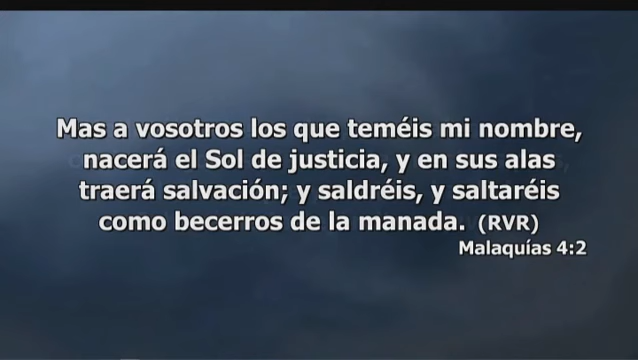 Mas a vosotros los que teméis mi nombre,
nacerá el Sol de justicia, y en sus alas
traerá salvación; y saldréis, y saltaréis
como becerros de la manada. (RVR)
Malaquías 4:2